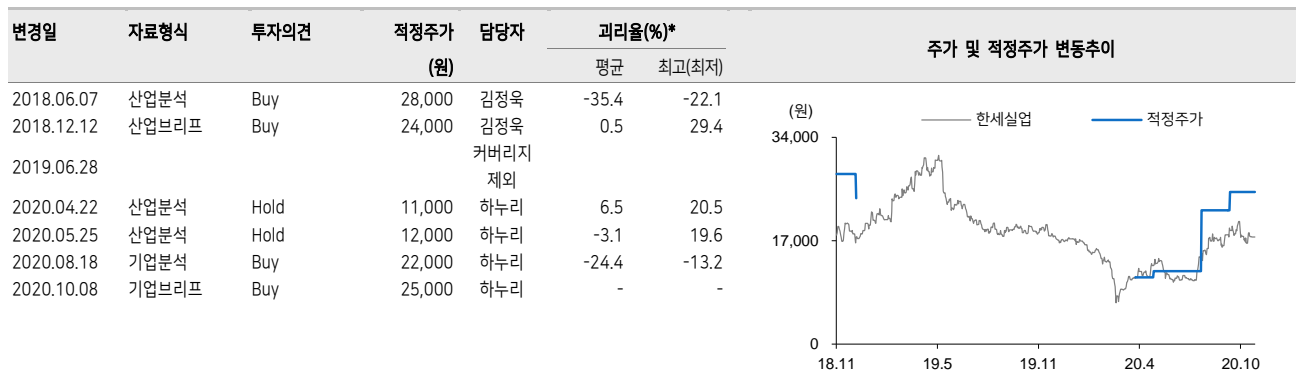 변경일 자료형식 투자의견 적정주가 담당자 괴리율(%)*
(원) 평균 최고(최저)
2018.06.07 산업분석 Buy 28,000 김정욱 -35.4 -22.1
2018.12.12 산업브리프 Buy 24,000 김정욱 0.5 29.4
2019.06.28 커버리지
제외
2020.04.22 산업분석 Hold 11,000 하누리 6.5 20.5
2020.05.25 산업분석 Hold 12,000 하누리 -3.1 19.6
2020.08.18 기업분석 Buy 22,000 하누리 -24.4 -13.2
2020.10.08 기업브리프 Buy 25,000 하누리 - -
주가 및 적정주가 변동추이
(원)
한세실업 적정주가
34,000
17,000
0
18.11 19.5 19.11 20.4 20.10